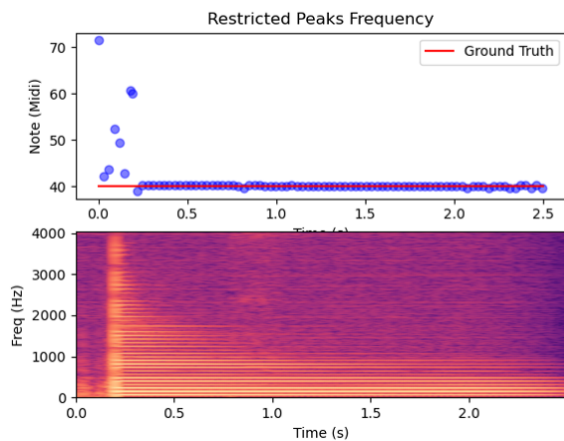 Restricted Peaks Frequency
Note (Midi)
70
60
50
40
Ground Truth
0.0 0.5 1.0 1.5 2.0 2.5
Time (s)
Freq (Hz)
4000
3000
2000
1000
0
0.0 0.5 1.0 1.5 2.0
Time (s)